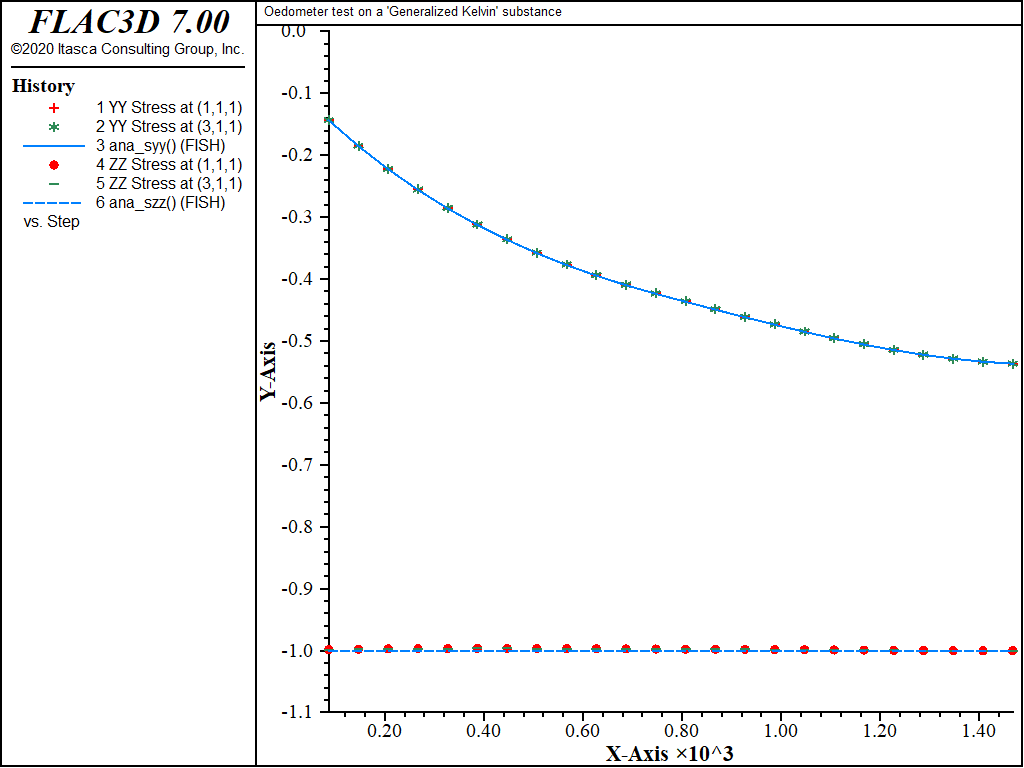 FLAC3D 7.00
©2020 Itasca Consulting Group, Inc.
History
1 YY Stress at (1,1,1)
2 YY Stress at (3,1,1)
3 ana_syy() (FISH)
4 ZZ Stress at (1,1,1)
5 ZZ Stress at (3,1,1)
6 ana_szz() (FISH)
vs. Step
Oedometer test on a 'Generalized Kelvin' substance
0.0
-0.1
-0.2
-0.3
-0.4
-0.5
-0.6
-0.7
-0.8
-0.9
-1.0
-1.1
Y-Axis
0.20 0.40 0.60 0.80 1.00 1.20 1.40
X-Axis ×10^3